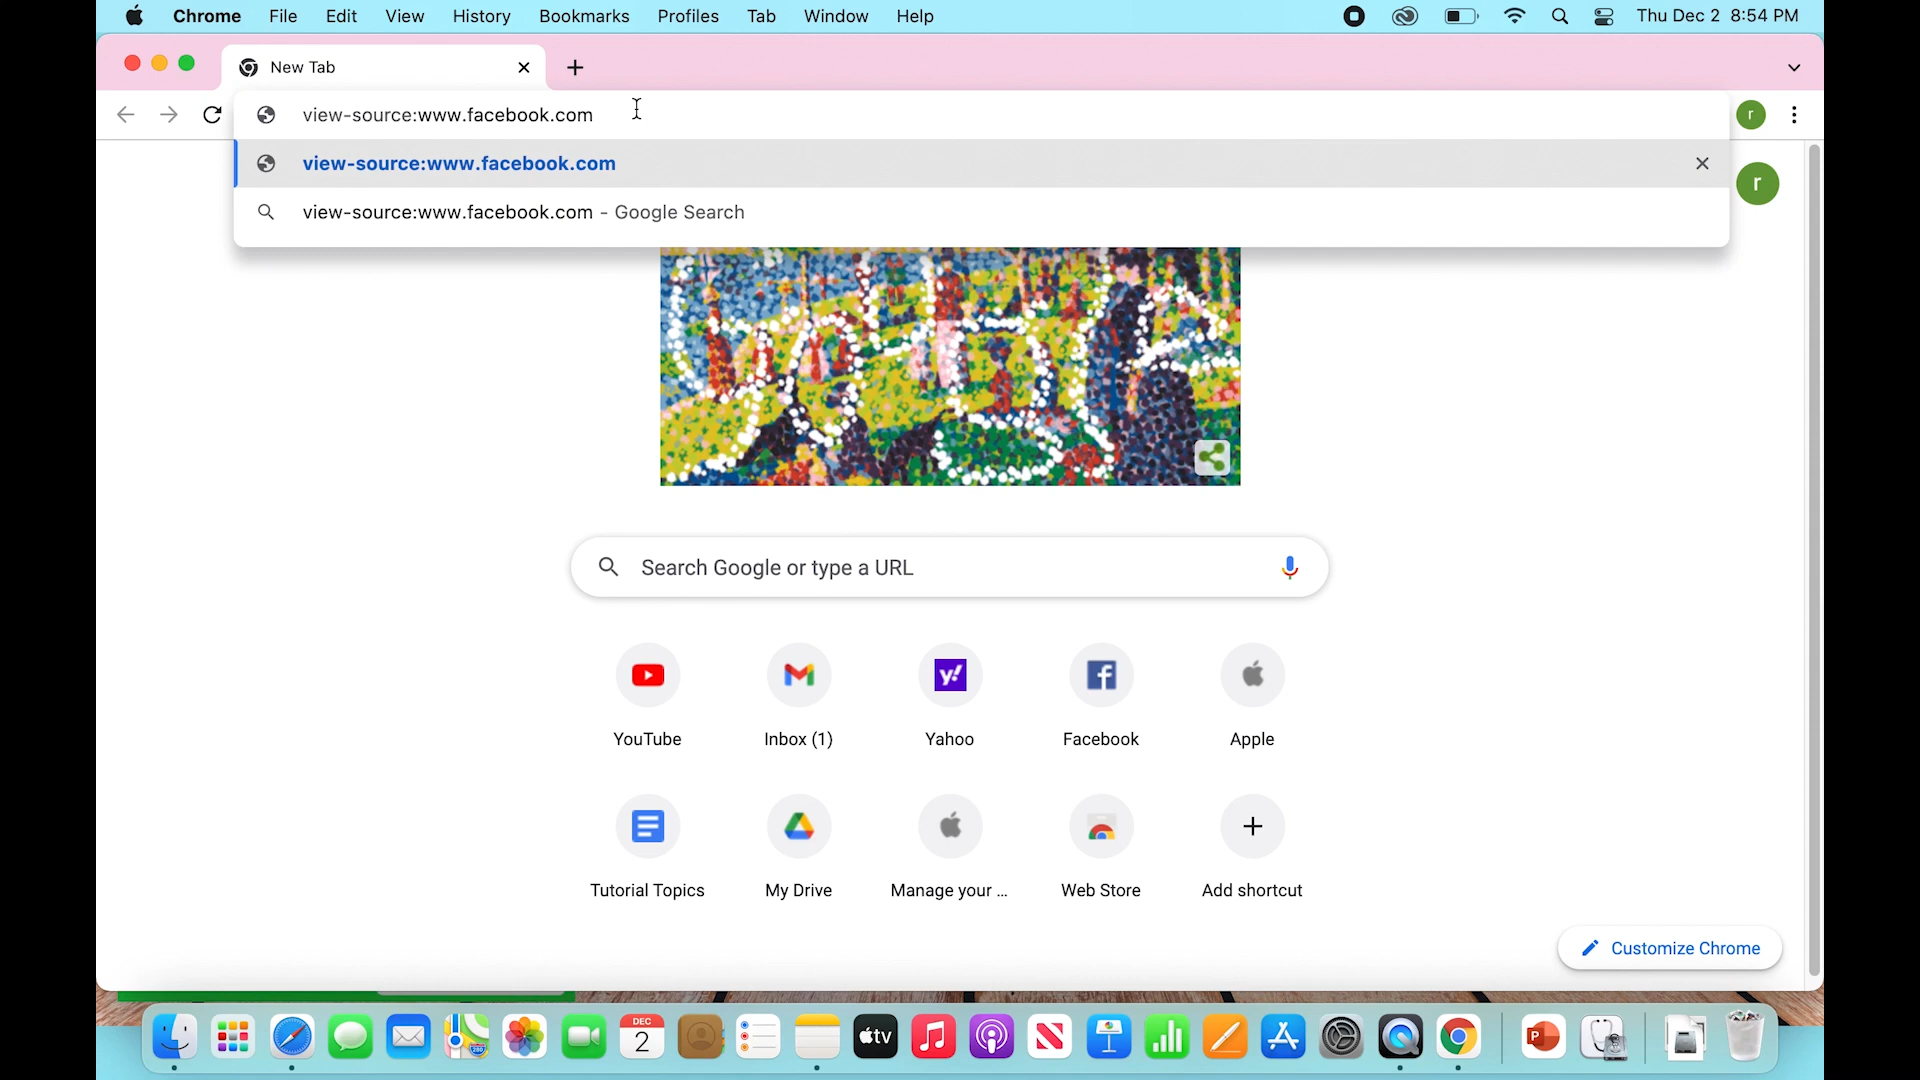 Chrome File Edit View History Bookmarks Profiles Tab Window Help Thu Dec 2 8:54 PM
New Tab
view-source:www.facebook.com
r
view-source:www.facebook.com
r
view-source:www.facebook.com - Google Search
Search Google or type a URL
YouTube Inbox (1) Yahoo Facebook Apple
Tutorial Topics My Drive Manage your ... Web Store Add shortcut
Customize Chrome
DEC
2
tv